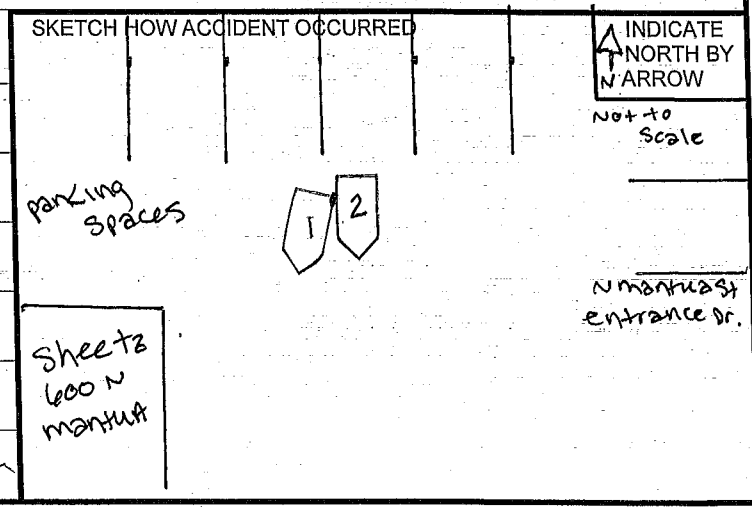 SKETCH HOW ACCIDENT OCCURRED
INDICATE
NORTH BY
N ARROW
Not to
Scale
parking
spaces
1
2
N mantua st
entrance Dr.
Sheetz
600 N
mantua